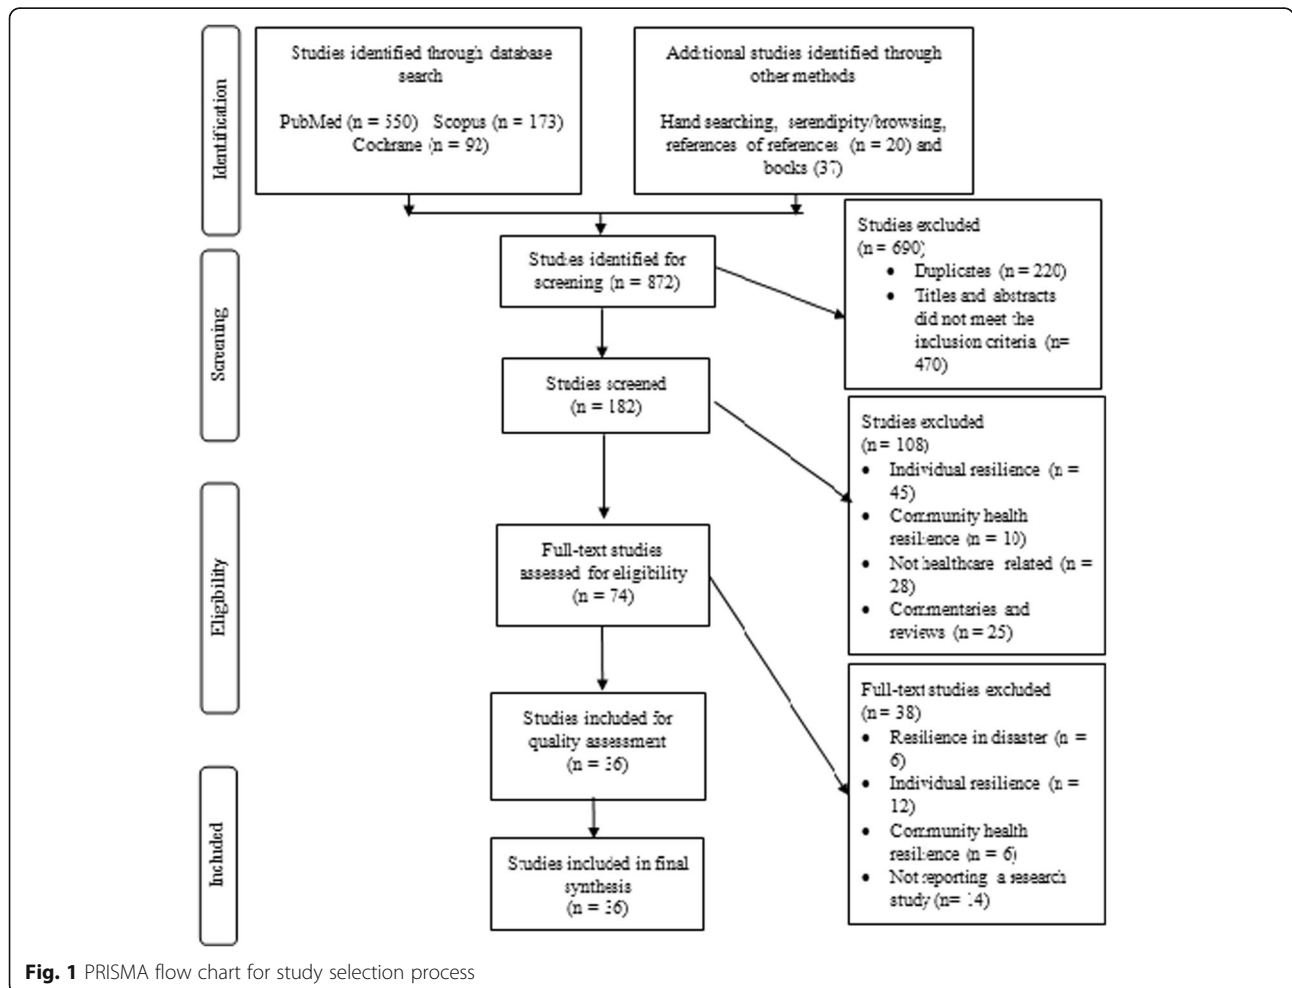 Identification
Studies identified through database
search
PubMed (n = 550) Scopus (n = 173)
Cochrane (n = 92)
Additional studies identified through
other methods
Hand searching, serendipity/browsing,
references of references (n = 20) and
books (37)
Screening
Studies identified for
screening (n = 872)
Studies excluded
(n = 690)
• Duplicates (n = 220)
• Titles and abstracts
did not meet the
inclusion criteria (n=
470)
Studies screened
(n = 182)
Studies excluded
(n = 108)
• Individual resilience (n =
45)
• Community health
resilience (n = 10)
• Not healthcare related (n =
28)
• Commentaries and
reviews (n = 25)
Eligibility
Full-text studies
assessed for eligibility
(n = 74)
Full-text studies excluded
(n = 38)
• Resilience in disaster (n =
6)
• Individual resilience (n =
12)
• Community health
resilience (n = 6)
• Not reporting a research
study (n= 14)
Studies included for
quality assessment
(n = 36)
Included
Studies included in final
synthesis
(n = 36)
Fig. 1 PRISMA flow chart for study selection process